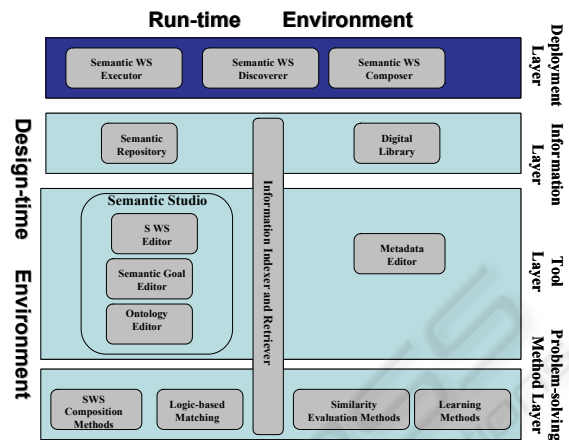 Run-time Environment
Semantic WS
Executor
Semantic WS
Discoverer
Semantic WS
Composer
Deployment
Layer
Semantic
Repository
Digital
Library
Information
Layer
Information Indexer and Retriever
Design-time Environment
Semantic Studio
S WS
Editor
Semantic Goal
Editor
Ontology
Editor
Metadata
Editor
Tool
Layer
SWS
Composition
Methods
Logic-based
Matching
Similarity
Evaluation Methods
Learning
Methods
Problem-solving
Method Layer